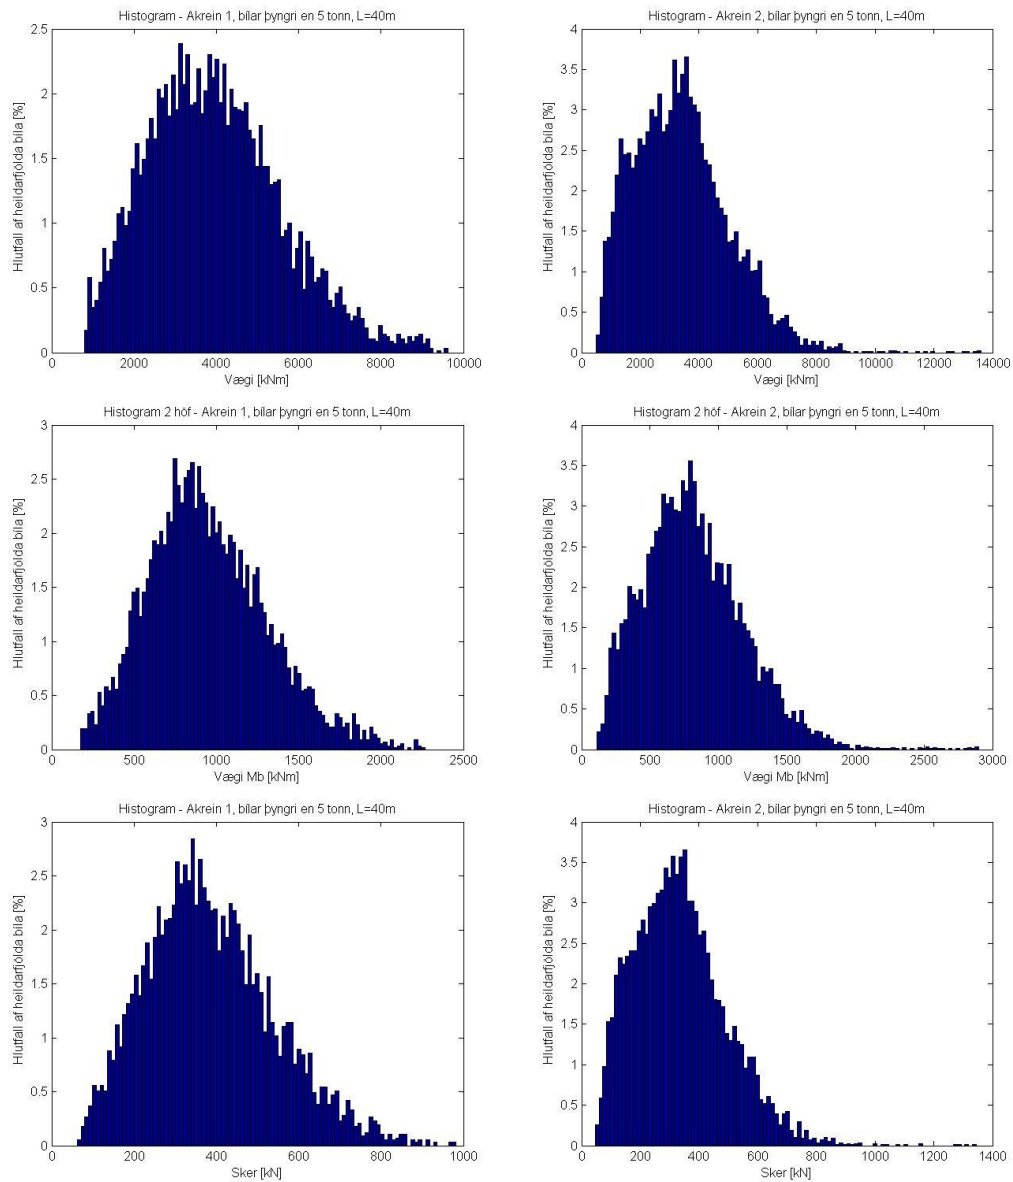 Histogram - Akrein 1, bílar þyngri en 5 tonn, L=40m
2.5
2
1.5
1
0.5
0
Hlutfall af heildarfjölda bíla [%]
0 2000 4000 6000 8000 10000
Vægi [kNm]
Histogram - Akrein 2, bílar þyngri en 5 tonn, L=40m
4
3.5
3
2.5
2
1.5
1
0.5
0
Hlutfall af heildarfjölda bíla [%]
0 2000 4000 6000 8000 10000 12000 14000
Vægi [kNm]
Histogram 2 höf - Akrein 1, bílar þyngri en 5 tonn, L=40m
3
2.5
2
1.5
1
0.5
0
Hlutfall af heildarfjölda bíla [%]
0 500 1000 1500 2000 2500
Vægi Mb [kNm]
Histogram 2 höf - Akrein 2, bílar þyngri en 5 tonn, L=40m
4
3.5
3
2.5
2
1.5
1
0.5
0
Hlutfall af heildarfjölda bíla [%]
0 500 1000 1500 2000 2500 3000
Vægi Mb [kNm]
Histogram - Akrein 1, bílar þyngri en 5 tonn, L=40m
3
2.5
2
1.5
1
0.5
0
Hlutfall af heildarfjölda bíla [%]
0 200 400 600 800 1000
Sker [kN]
Histogram - Akrein 2, bílar þyngri en 5 tonn, L=40m
4
3.5
3
2.5
2
1.5
1
0.5
0
Hlutfall af heildarfjölda bíla [%]
0 200 400 600 800 1000 1200 1400
Sker [kN]